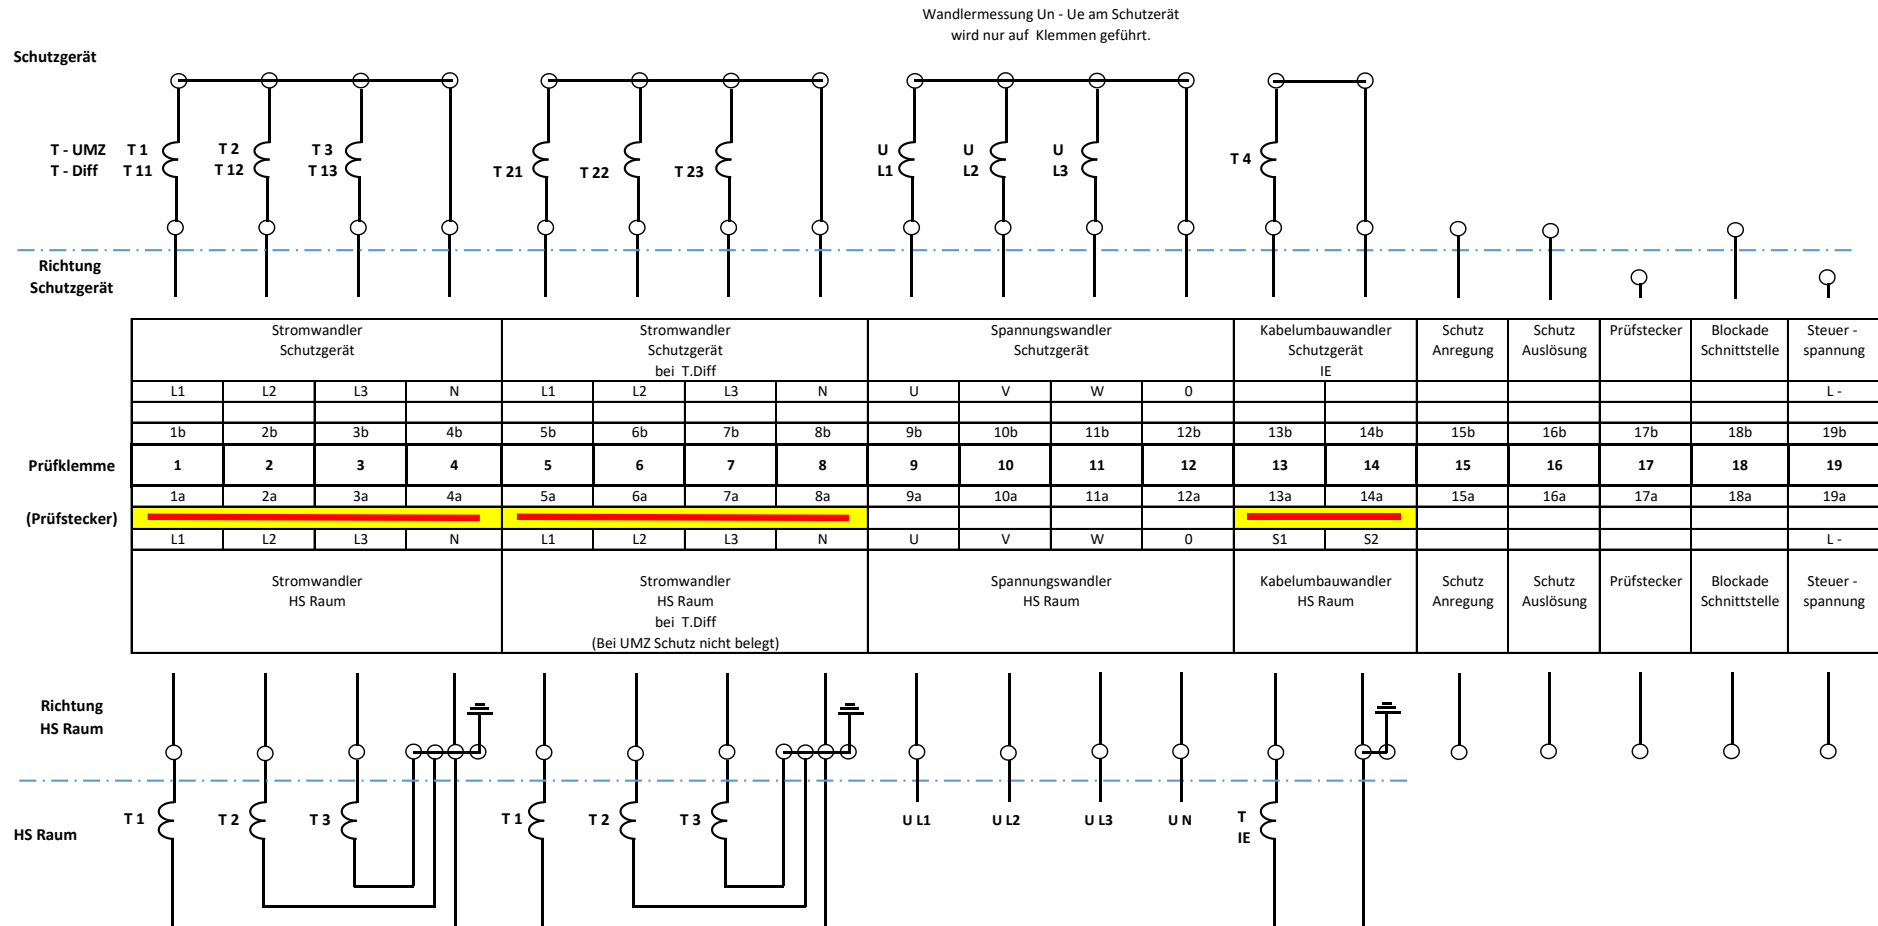 Wandlermessung Un - Ue am Schutzerät
wird nur auf Klemmen geführt.
Schutzgerät
T - UMZ T 1 T 2 T 3 U U U
T - Diff T 11 T 12 T 13 T 21 T 22 T 23 L1 L2 L3 T 4
Richtung
Schutzgerät
Stromwandler Stromwandler Spannungswandler Kabelumbauwandler Schutz Schutz Prüfstecker Blockade Steuer -
Schutzgerät Schutzgerät Schutzgerät Schutzgerät Anregung Auslösung Schnittstelle spannung
bei T.Diff IE
L1 L2 L3 N L1 L2 L3 N U V W 0 L -
1b 2b 3b 4b 5b 6b 7b 8b 9b 10b 11b 12b 13b 14b 15b 16b 17b 18b 19b
Prüfklemme 1 2 3 4 5 6 7 8 9 10 11 12 13 14 15 16 17 18 19
1a 2a 3a 4a 5a 6a 7a 8a 9a 10a 11a 12a 13a 14a 15a 16a 17a 18a 19a
(Prüfstecker)
L1 L2 L3 N L1 L2 L3 N U V W 0 S1 S2 L -
Stromwandler Stromwandler Spannungswandler Kabelumbauwandler Schutz Schutz Prüfstecker Blockade Steuer -
HS Raum HS Raum HS Raum HS Raum Anregung Auslösung Schnittstelle spannung
bei T.Diff
(Bei UMZ Schutz nicht belegt)
Richtung
HS Raum
T 1 T 2 T 3 T 1 T 2 T 3 U L1 U L2 U L3 U N T
HS Raum IE